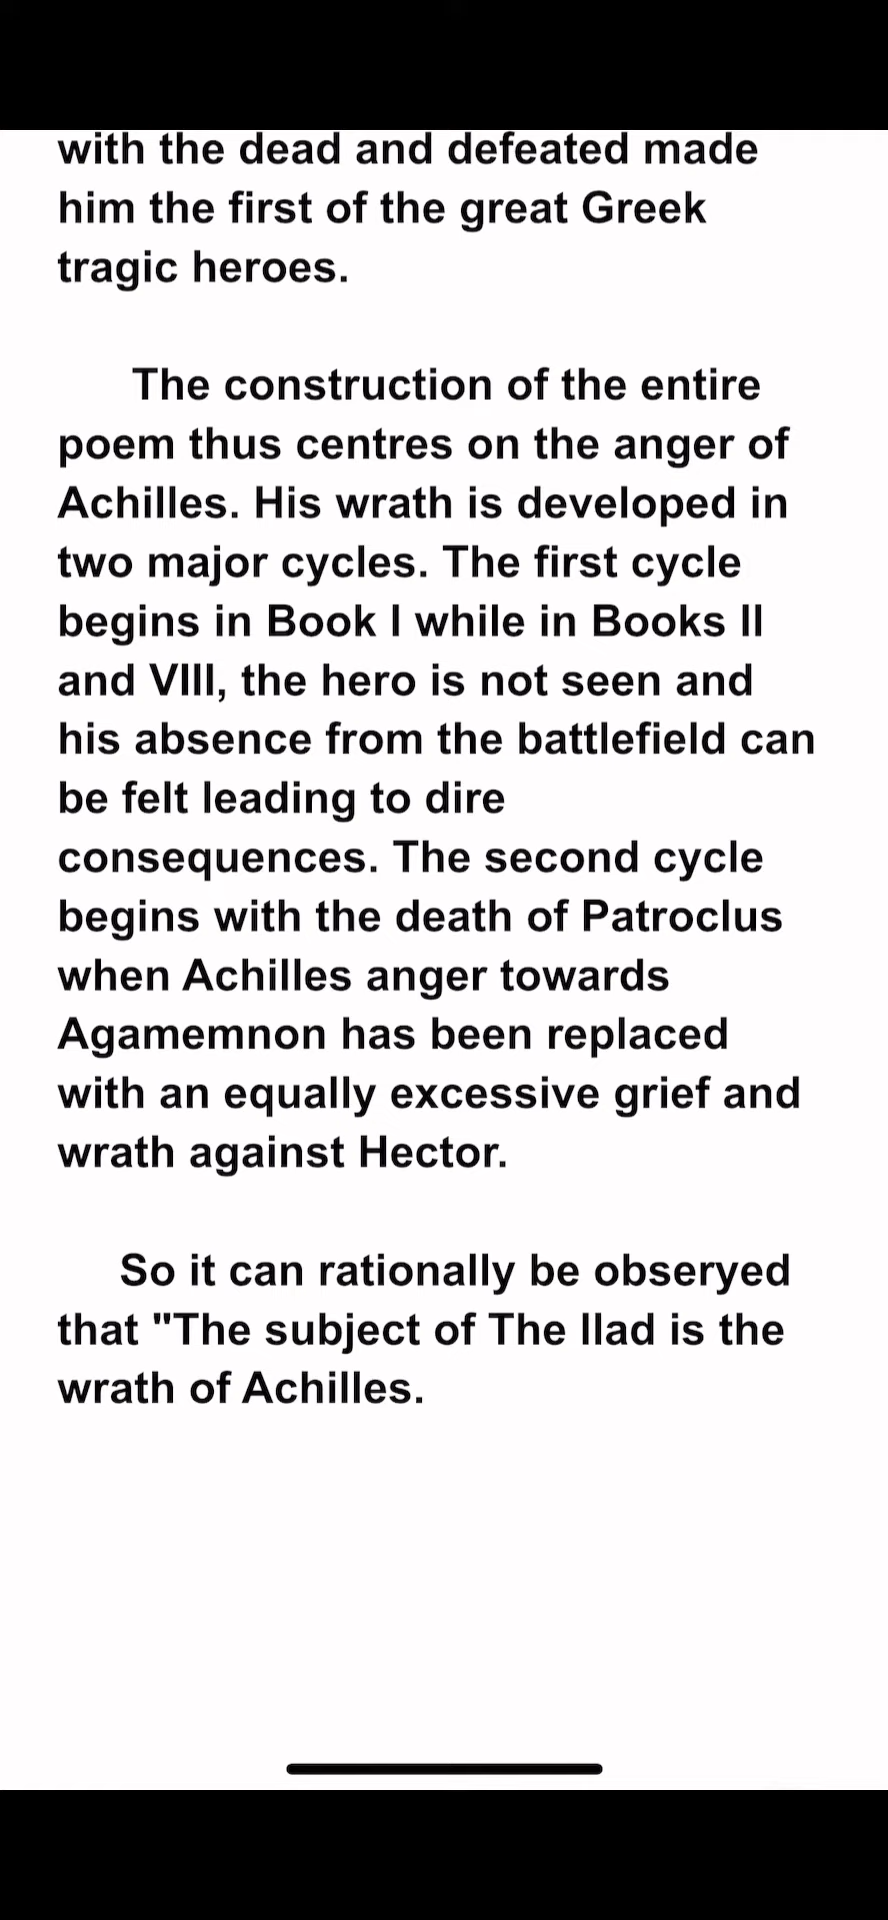 with the dead and defeated made
him the first of the great Greek
tragic heroes.
The construction of the entire
poem thus centres on the anger of
Achilles. His wrath is developed in
two major cycles. The first cycle
begins in Book I while in Books II
and VIII, the hero is not seen and
his absence from the battlefield can
be felt leading to dire
consequences. The second cycle
begins with the death of Patroclus
when Achilles anger towards
Agamemnon has been replaced
with an equally excessive grief and
wrath against Hector.
So it can rationally be obseryed
that "The subject of The Ilad is the
wrath of Achilles.